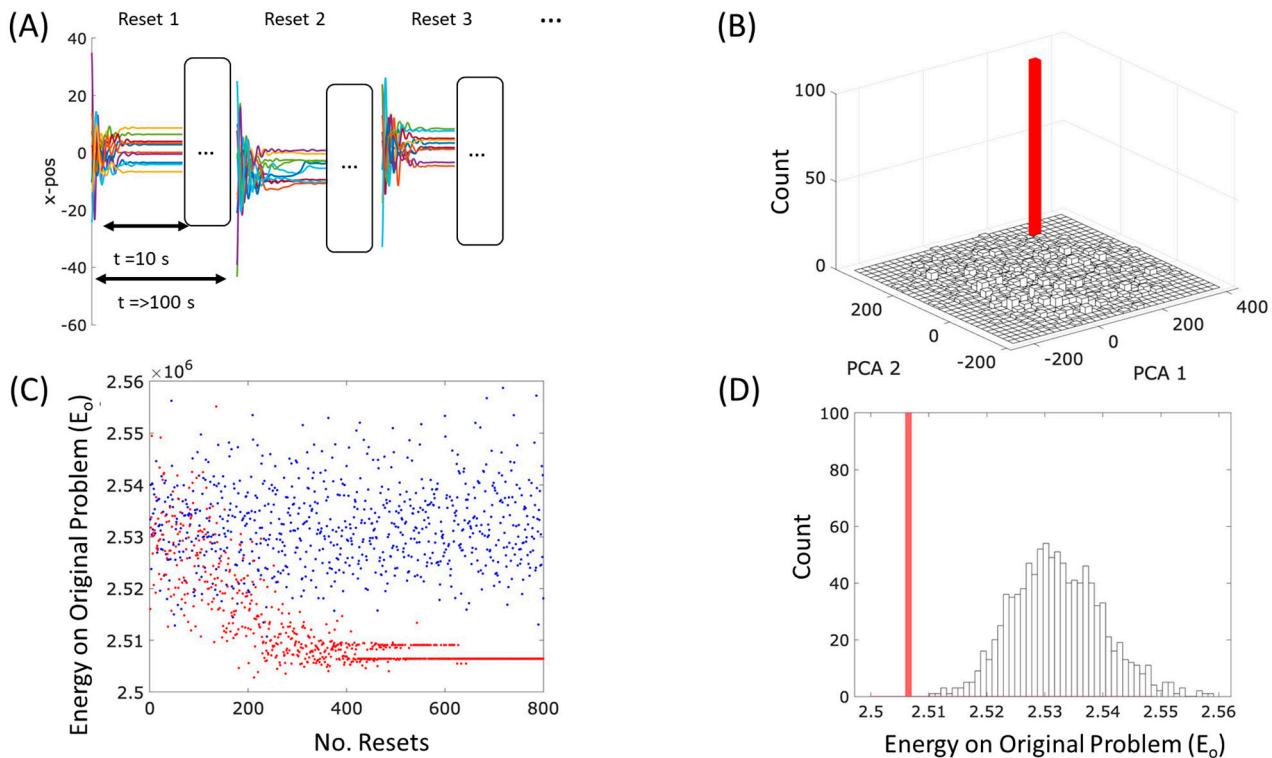 (A)
Reset 1
Reset 2
Reset 3
...
x-pos
40
20
0
-20
-40
-60
...
...
...
t =10 s
t =>100 s
(B)
Count
100
50
0
200
0
-200
PCA 2
-200
0
200
400
PCA 1
(C)
×10⁶
Energy on Original Problem (Eₒ)
2.56
2.55
2.54
2.53
2.52
2.51
2.5
0
200
400
600
800
No. Resets
(D)
Count
100
80
60
40
20
0
2.5
2.51
2.52
2.53
2.54
2.55
2.56
Energy on Original Problem (Eₒ)